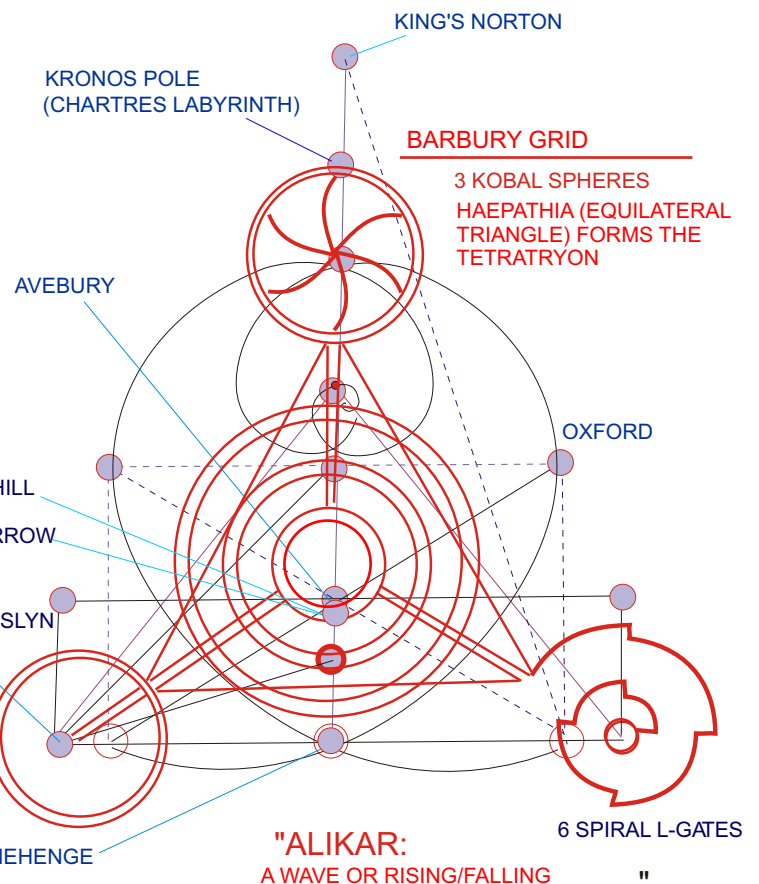 KING'S NORTON
KRONOS POLE
(CHARTRES LABYRINTH)
BARBURY GRID
3 KOBAL SPHERES
HAEPATHIA (EQUILATERAL
TRIANGLE) FORMS THE
TETRATRYON
AVEBURY
OXFORD
HILL
RROW
SLYN
6 SPIRAL L-GATES
"ALIKAR:
NEHENGE
A WAVE OR RISING/FALLING
"